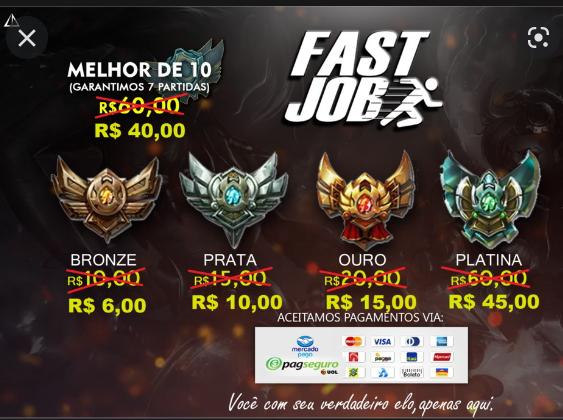 MELHOR DE 10
(GARANTIMOS 7 PARTIDAS)
R$60,00
R$ 40,00
FAST
JOB
BRONZE
PRATA
OURO
PLATINA
R$10,00
R$15,00
R$20,00
R$60,00
R$ 6,00
R$ 10,00
R$ 15,00
R$ 45,00
ACEITAMOS PAGAMENTOS VIA:
mercado
pago
pagseguro
UOL
VISA
Boleto
Você com seu verdadeiro elo, apenas aqui.